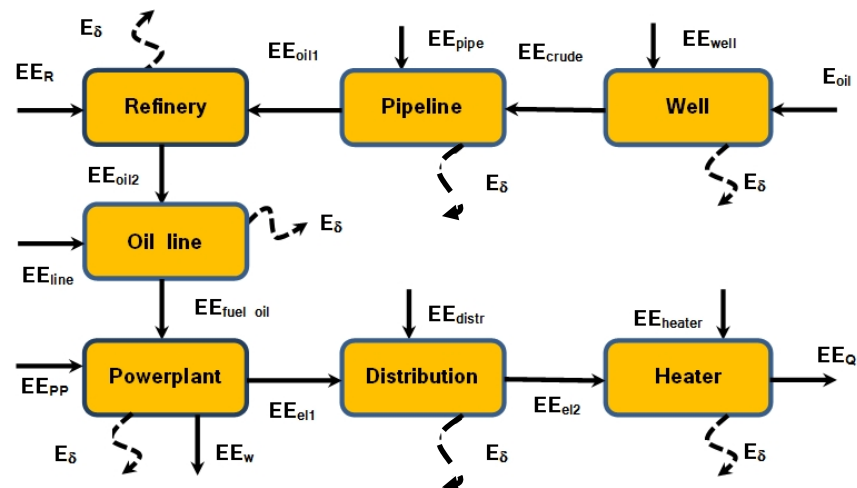 Eδ
EEoil1
EEpipe
EEcrude
EEwell
EER
Eoil
Refinery
Pipeline
Well
EEoil2
Eδ
Eδ
Oil line
Eδ
EEline
EEfuel oil
EEdistr
EEheater
EEQ
Powerplant
Distribution
Heater
EEPP
EEel1
EEel2
Eδ
EEw
Eδ
Eδ